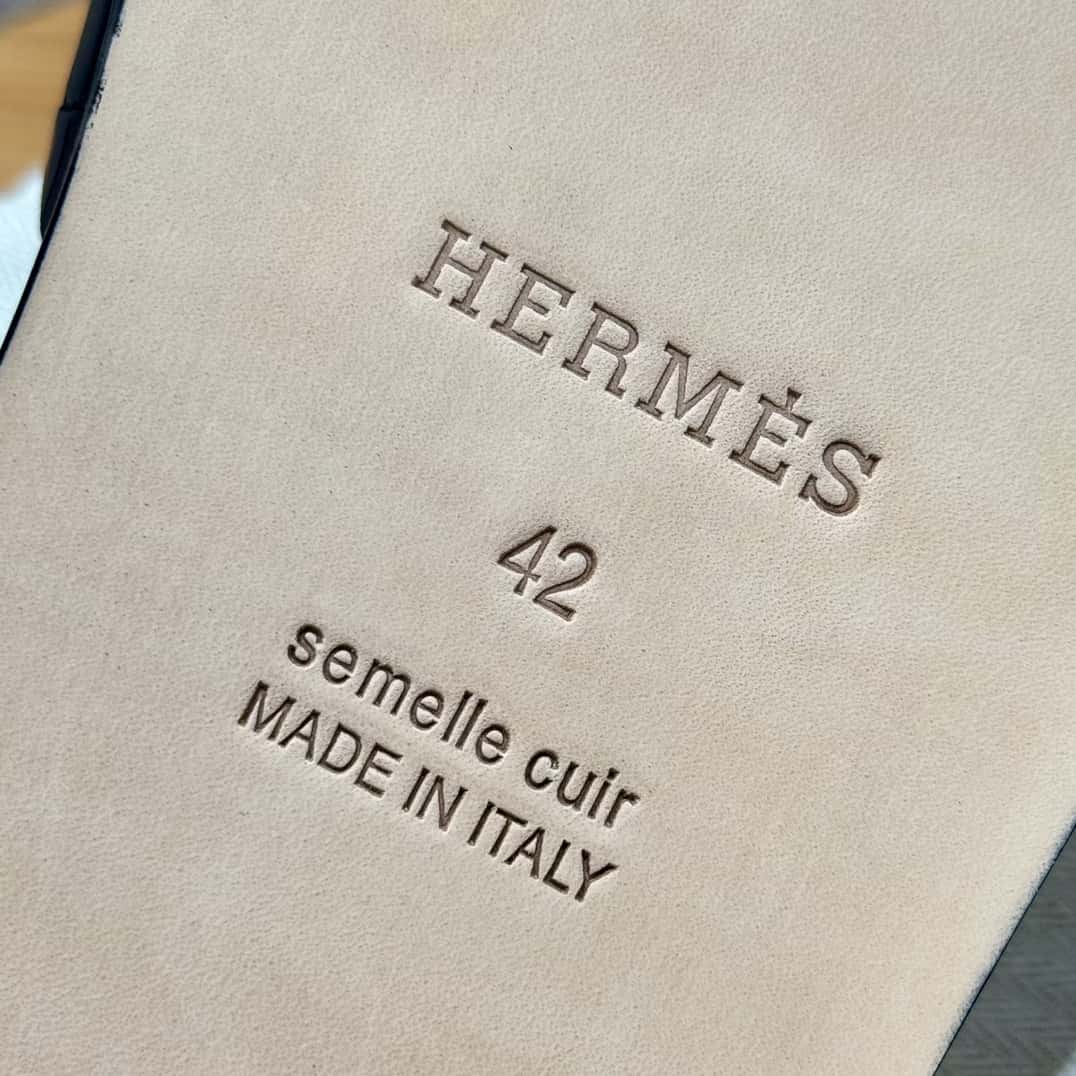 HERMÈS
42
semelle cuir
MADE IN ITALY